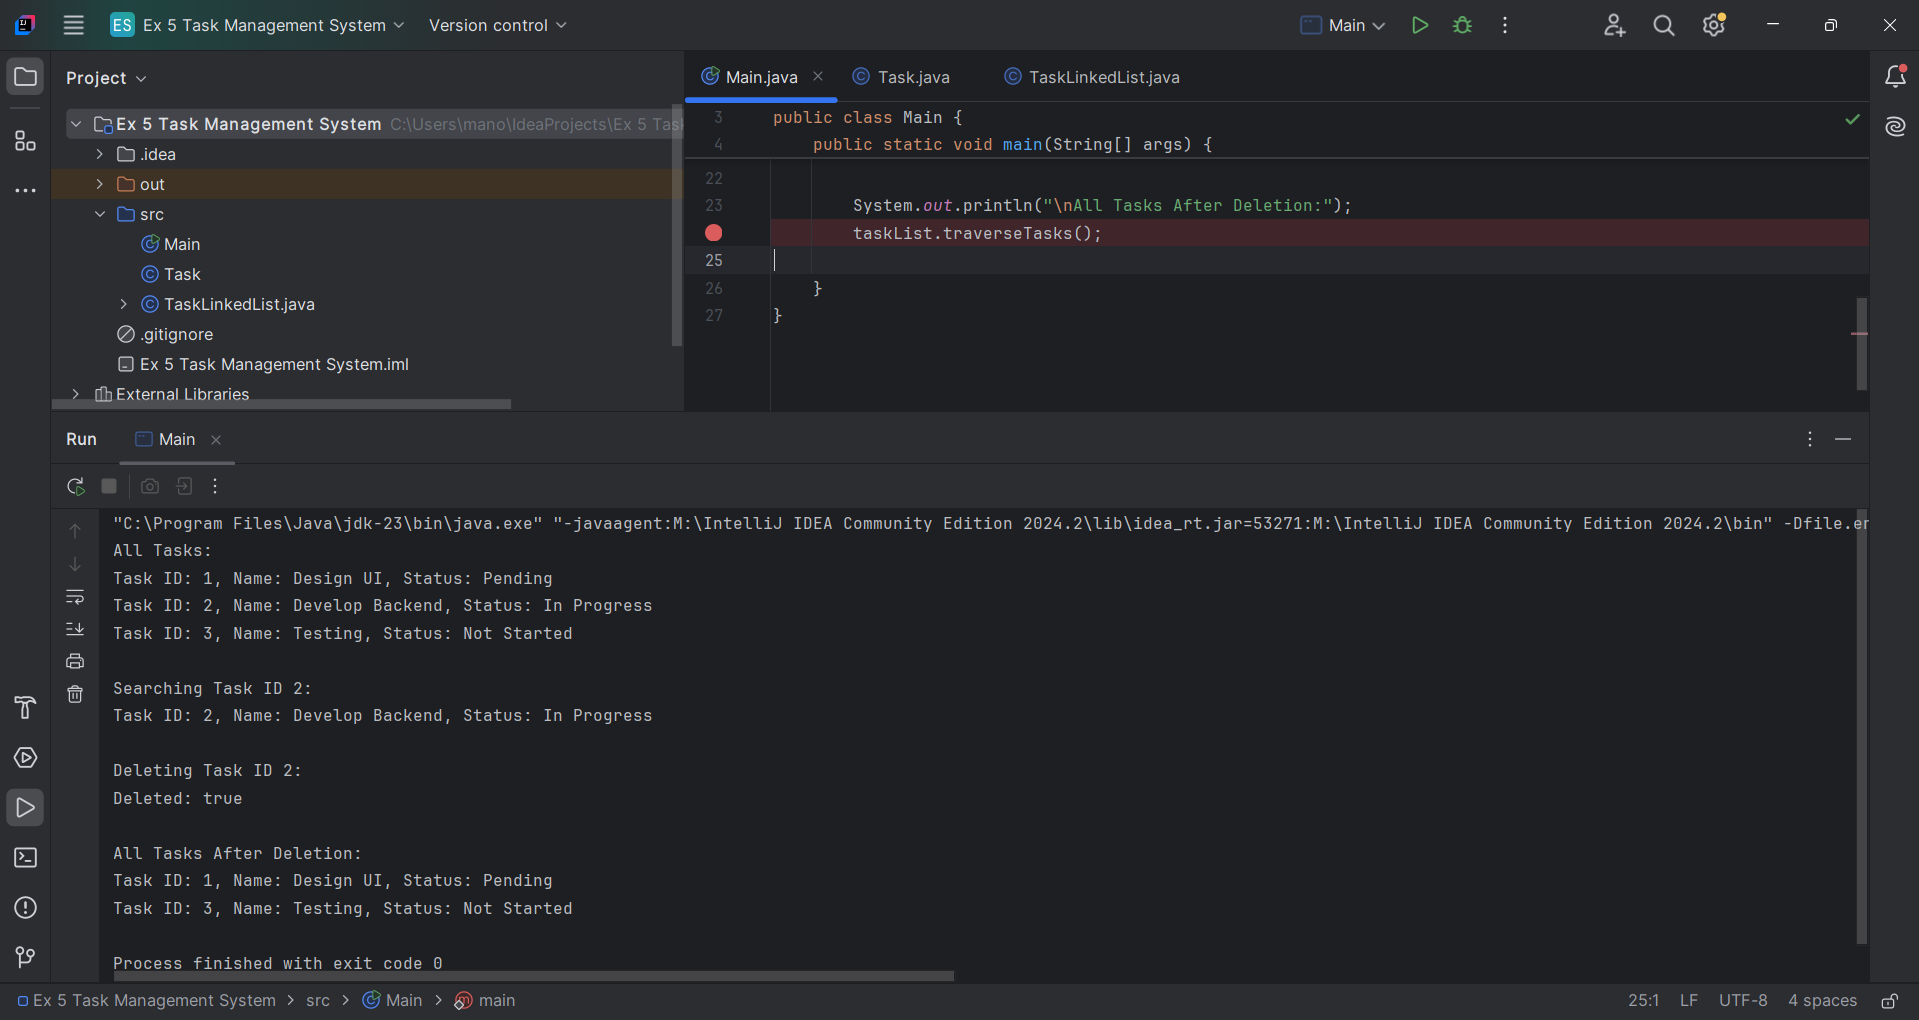 ES Ex 5 Task Management System Version control Main
Project
Main.java Task.java TaskLinkedList.java
Ex 5 Task Management System C:\Users\mano\IdeaProjects\Ex 5 Task
.idea
out
src
Main
Task
TaskLinkedList.java
.gitignore
Ex 5 Task Management System.iml
External Libraries
3 public class Main {
4 public static void main(String[] args) {
22
23 System.out.println("\nAll Tasks After Deletion:");
taskList.traverseTasks();
25
26 }
27 }
Run Main
"C:\Program Files\Java\jdk-23\bin\java.exe" "-javaagent:M:\IntelliJ IDEA Community Edition 2024.2\lib\idea_rt.jar=53271:M:\IntelliJ IDEA Community Edition 2024.2\bin" -Dfile.en
All Tasks:
Task ID: 1, Name: Design UI, Status: Pending
Task ID: 2, Name: Develop Backend, Status: In Progress
Task ID: 3, Name: Testing, Status: Not Started
Searching Task ID 2:
Task ID: 2, Name: Develop Backend, Status: In Progress
Deleting Task ID 2:
Deleted: true
All Tasks After Deletion:
Task ID: 1, Name: Design UI, Status: Pending
Task ID: 3, Name: Testing, Status: Not Started
Process finished with exit code 0
Ex 5 Task Management System > src > Main > main 25:1 LF UTF-8 4 spaces